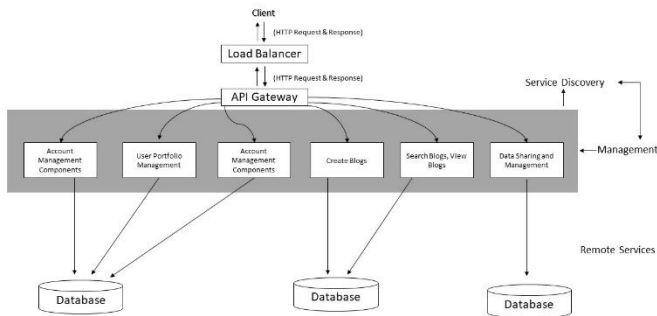 Client
(HTTP Request & Response)
Load Balancer
(HTTP Request & Response)
API Gateway
Service Discovery
Account
Management
Components
User Portfolio
Management
Account
Management
Components
Create Blogs
Search Blogs, View
Blogs
Data Sharing and
Management
Management
Remote Services
Database
Database
Database